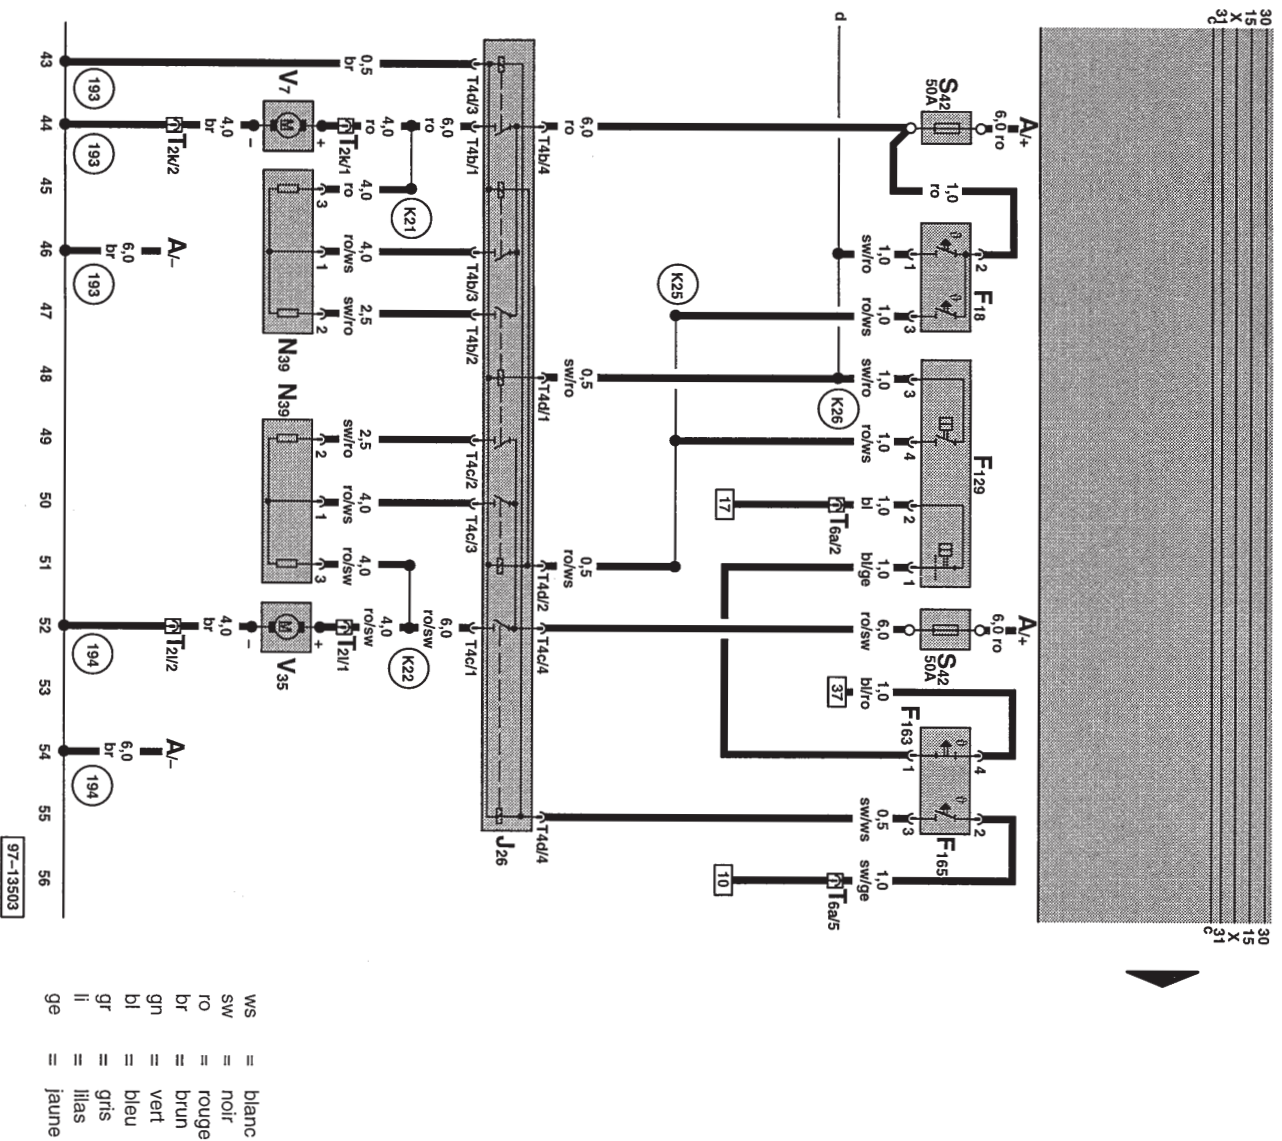 30
15
X
31
c
30
15
X
31
c
A/+
6,0 ro
S42
50A
1,0
ro
2
F18
1
3
1,0
sw/ro
1,0
ro/ws
d
K25
K26
1,0
sw/ro
3
1,0
ro/ws
4
F129
17
T6a/2
1,0
bl
2
1,0
bl/ge
1
A/+
6,0 ro
S42
50A
6,0
ro/sw
37
1,0
bl/ro
F163
4
1
2
3
F165
0,5
sw/ws
1,0
sw/ge
T6a/5
10
6,0
ro
T4b/4
0,5
sw/ro
T4d/1
0,5
ro/ws
T4d/2
T4c/4
T4d/4
J26
T4d/3
T4b/1
T4b/3
T4b/2
T4c/2
T4c/3
T4c/1
0,5
br
6,0
ro
4,0
ro
K21
4,0
ro
4,0
ro/ws
2,5
sw/ro
2,5
sw/ro
4,0
ro/ws
4,0
ro/sw
K22
6,0
ro/sw
4,0
ro/sw
V7
M
+
−
T2k/1
T2k/2
4,0
br
3
1
2
N39
N39
2
1
3
M
V35
+
−
T2l/1
T2l/2
4,0
br
A/−
6,0
br
A/−
6,0
br
193
193
193
194
194
43
44
45
46
47
48
49
50
51
52
53
54
55
56
97-13503
ws = blanc
sw = noir
ro = rouge
br = brun
gn = vert
bl = bleu
gr = gris
li = lilas
ge = jaune